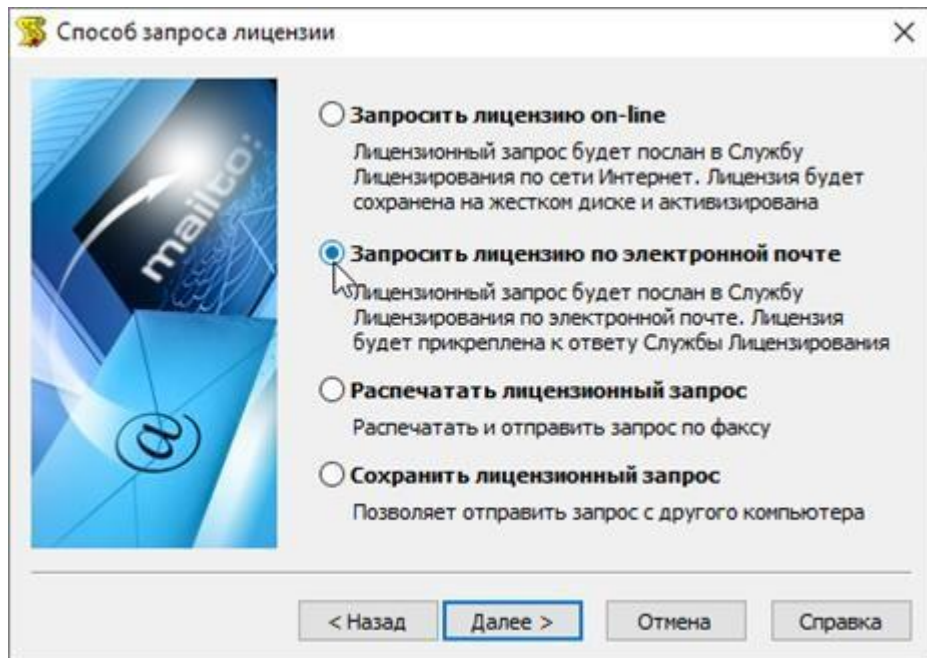 Способ запроса лицензии
mailto:
@
Запросить лицензию on-line
Лицензионный запрос будет послан в Службу
Лицензирования по сети Интернет. Лицензия будет
сохранена на жестком диске и активизирована
Запросить лицензию по электронной почте
Лицензионный запрос будет послан в Службу
Лицензирования по электронной почте. Лицензия
будет прикреплена к ответу Службы Лицензирования
Распечатать лицензионный запрос
Распечатать и отправить запрос по факсу
Сохранить лицензионный запрос
Позволяет отправить запрос с другого компьютера
< Назад Далее > Отмена Справка